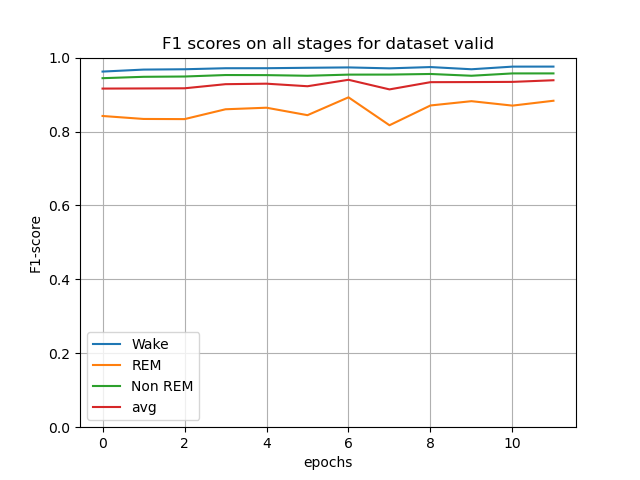 F1 scores on all stages for dataset valid
1.0
0.8
0.6
0.4
0.2
0.0
F1-score
Wake
REM
Non REM
avg
0 2 4 6 8 10
epochs